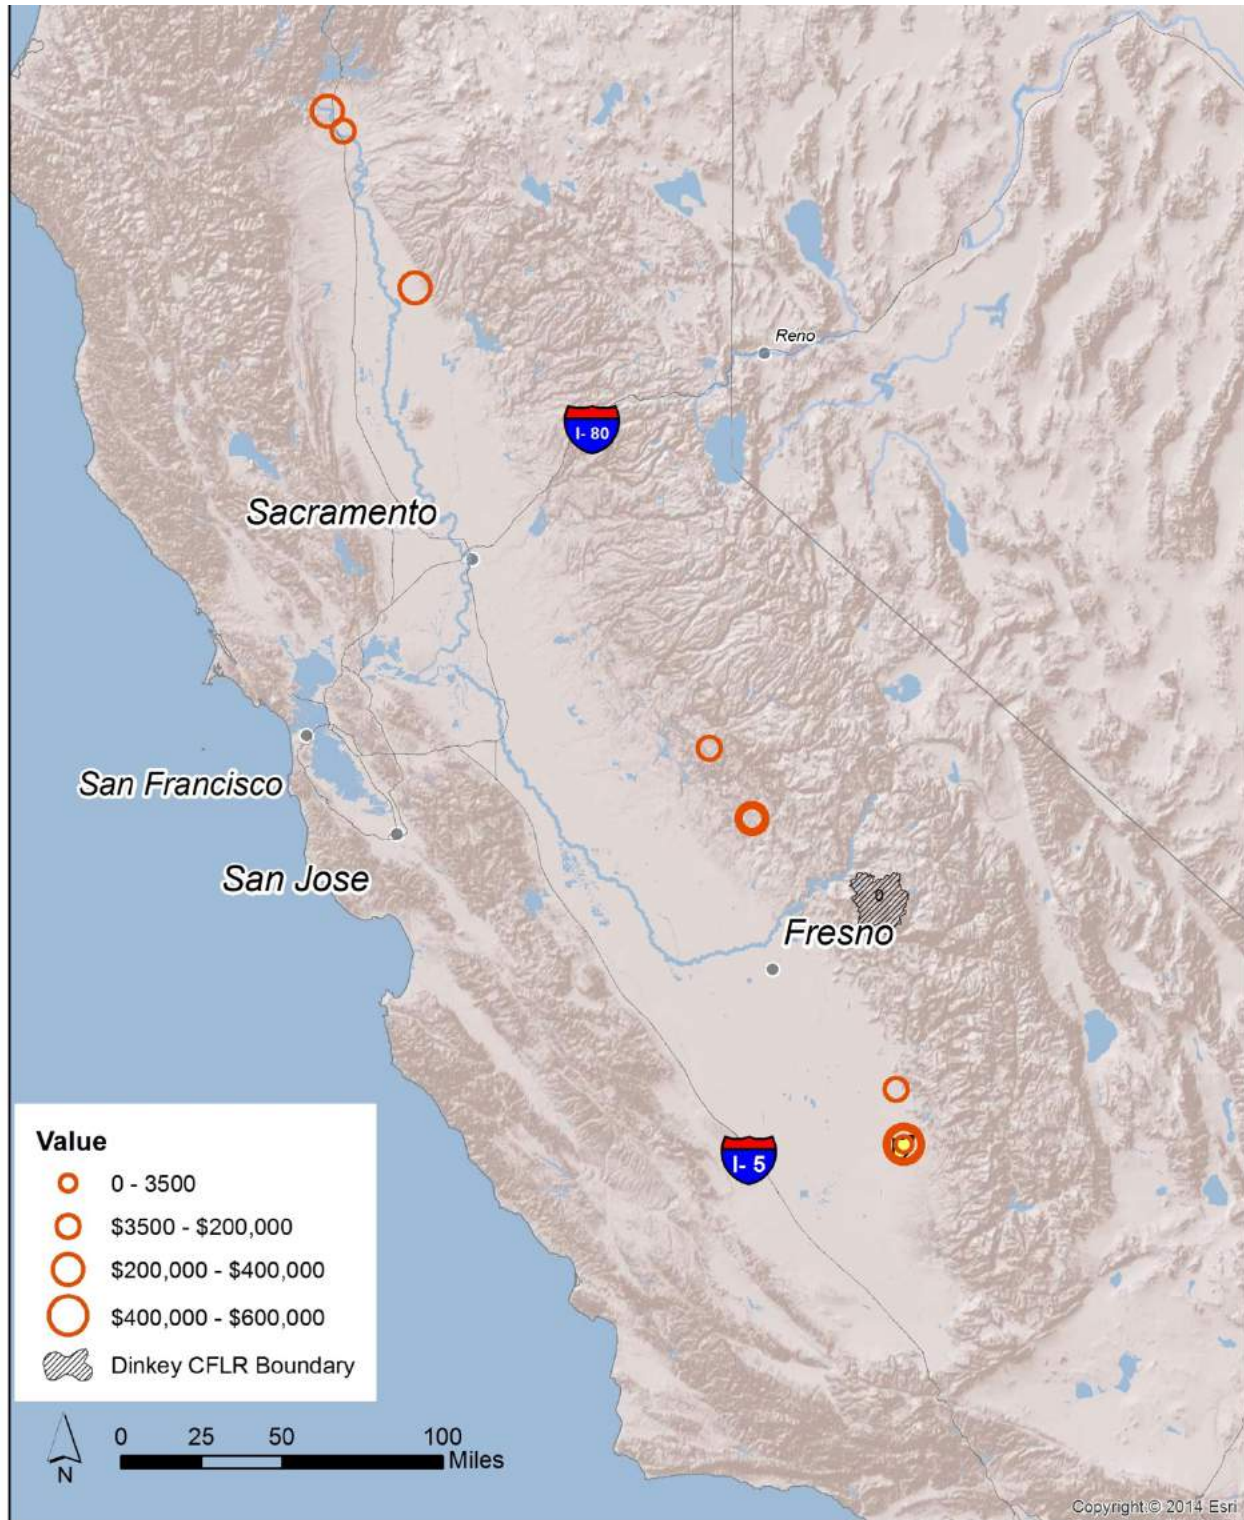 Reno
I- 80
Sacramento
San Francisco
San Jose
0
Fresno
I- 5
Value
0 - 3500
$3500 - $200,000
$200,000 - $400,000
$400,000 - $600,000
Dinkey CFLR Boundary
0 25 50 100
Miles
N
Copyright:© 2014 Esri